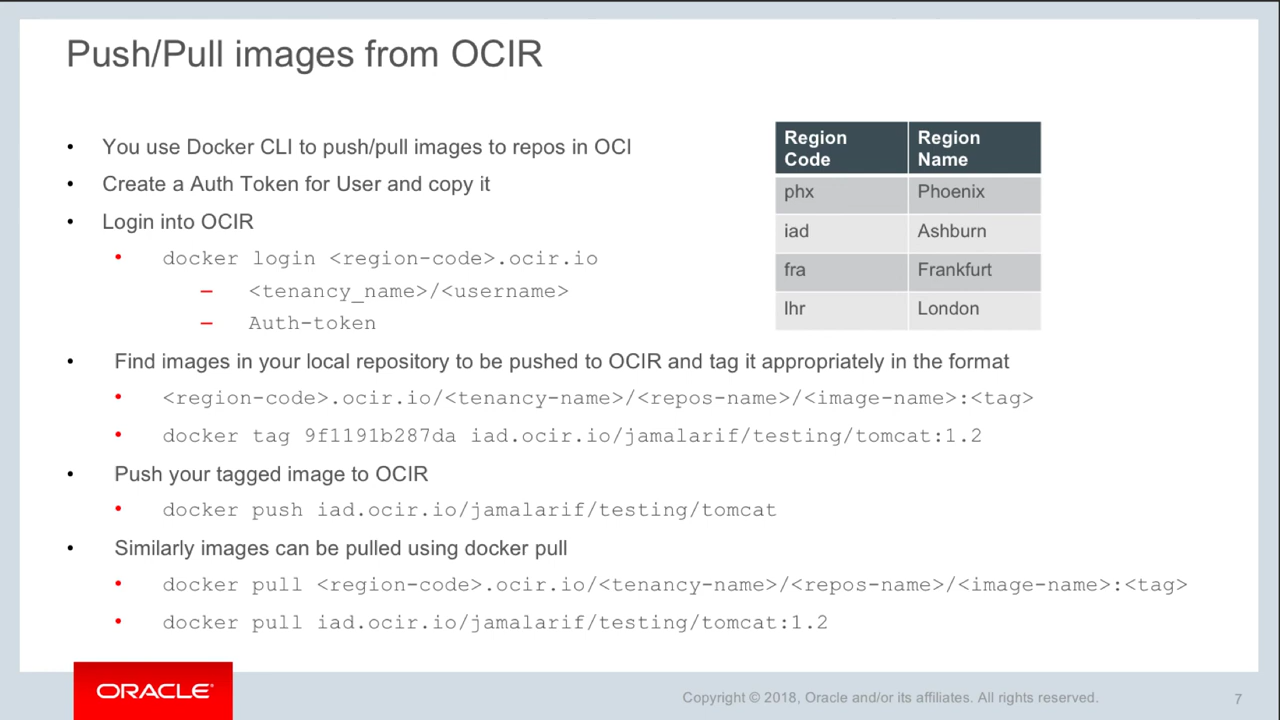 Push/Pull images from OCIR
• You use Docker CLI to push/pull images to repos in OCI
• Create a Auth Token for User and copy it
• Login into OCIR
• docker login <region-code>.ocir.io
– <tenancy_name>/<username>
– Auth-token
Region Code Region Name
phx Phoenix
iad Ashburn
fra Frankfurt
lhr London
• Find images in your local repository to be pushed to OCIR and tag it appropriately in the format
• <region-code>.ocir.io/<tenancy-name>/<repos-name>/<image-name>:<tag>
• docker tag 9f1191b287da iad.ocir.io/jamalarif/testing/tomcat:1.2
• Push your tagged image to OCIR
• docker push iad.ocir.io/jamalarif/testing/tomcat
• Similarly images can be pulled using docker pull
• docker pull <region-code>.ocir.io/<tenancy-name>/<repos-name>/<image-name>:<tag>
• docker pull iad.ocir.io/jamalarif/testing/tomcat:1.2
ORACLE®
Copyright © 2018, Oracle and/or its affiliates. All rights reserved.
7